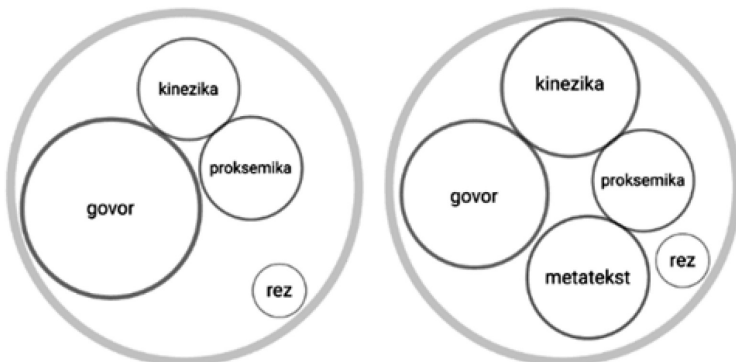 kinezika
proksemika
govor
rez
kinezika
proksemika
govor
rez
metatekst